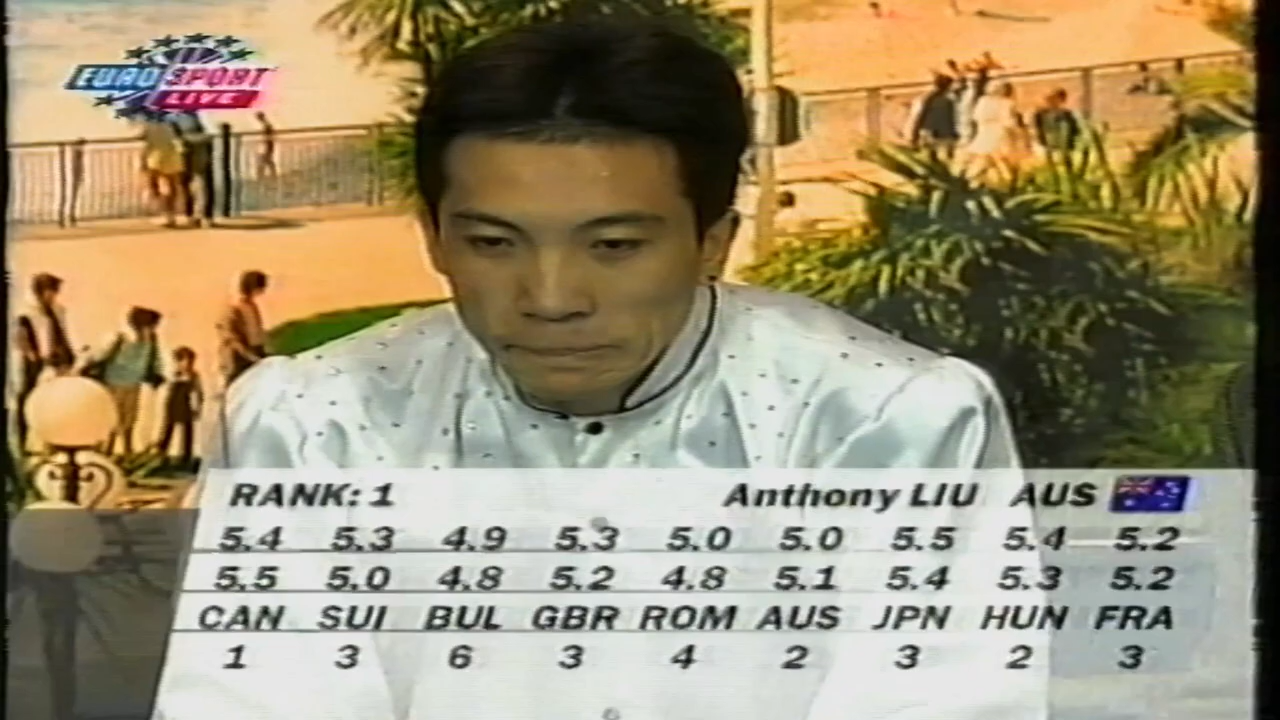 EUROSPORT
LIVE
RANK: 1 Anthony LIU AUS
5.4 5.3 4.9 5.3 5.0 5.0 5.5 5.4 5.2
5.5 5.0 4.8 5.2 4.8 5.1 5.4 5.3 5.2
CAN SUI BUL GBR ROM AUS JPN HUN FRA
1 3 6 3 4 2 3 2 3